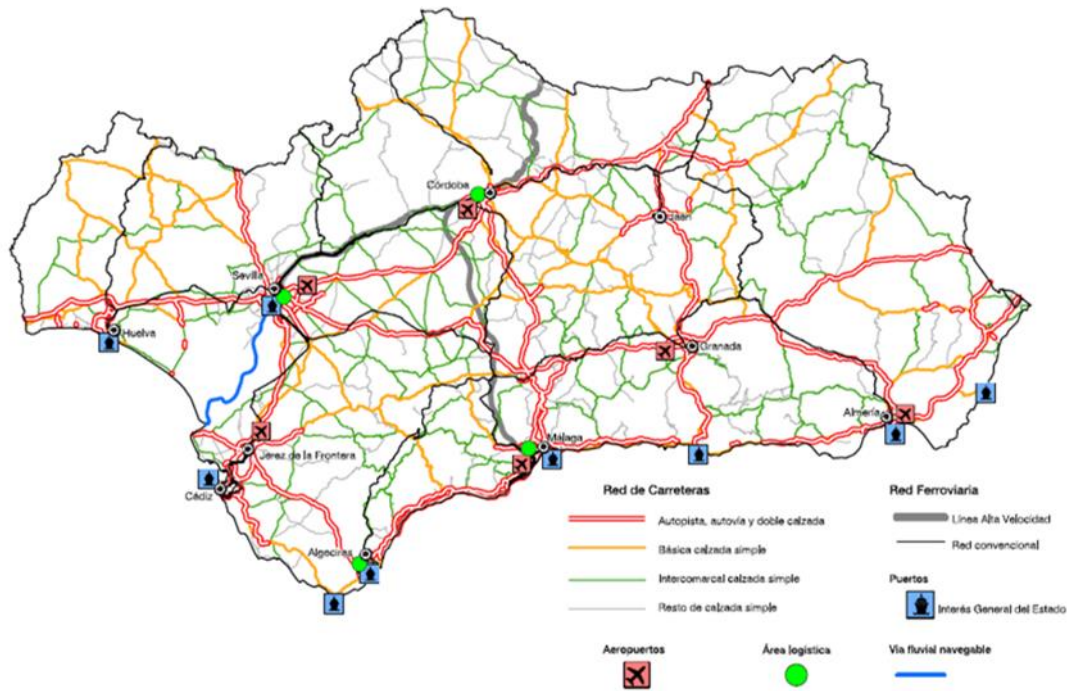 Córdoba
Jaén
Sevilla
Huelva
Granada
Almería
Málaga
Jerez de la Frontera
Cádiz
Algeciras
Red de Carreteras
Autopista, autovía y doble calzada
Básica calzada simple
Intercomarcal calzada simple
Resto de calzada simple
Red Ferroviaria
Línea Alta Velocidad
Red convencional
Puertos
Interés General del Estado
Aeropuertos
Área logística
Via fluvial navegable